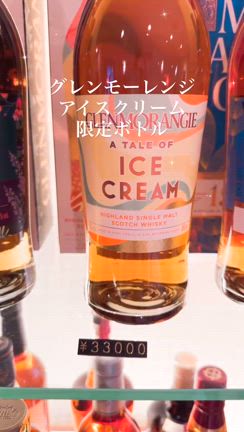 グレンモーレンジ
アイスクリーム
限定ボトル
GLENMORANGIE
A TALE OF
ICE
CREAM
HIGHLAND SINGLE MALT
SCOTCH WHISKY
¥33000